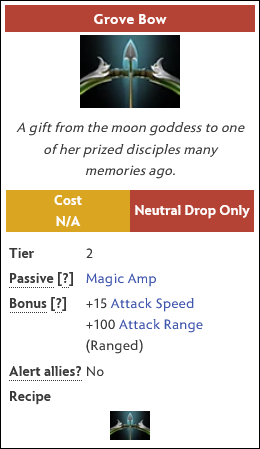 Grove Bow
A gift from the moon goddess to one
of her prized disciples many
memories ago.
Cost
N/A
Neutral Drop Only
Tier 2
Passive [?] Magic Amp
Bonus [?] +15 Attack Speed
+100 Attack Range
(Ranged)
Alert allies? No
Recipe